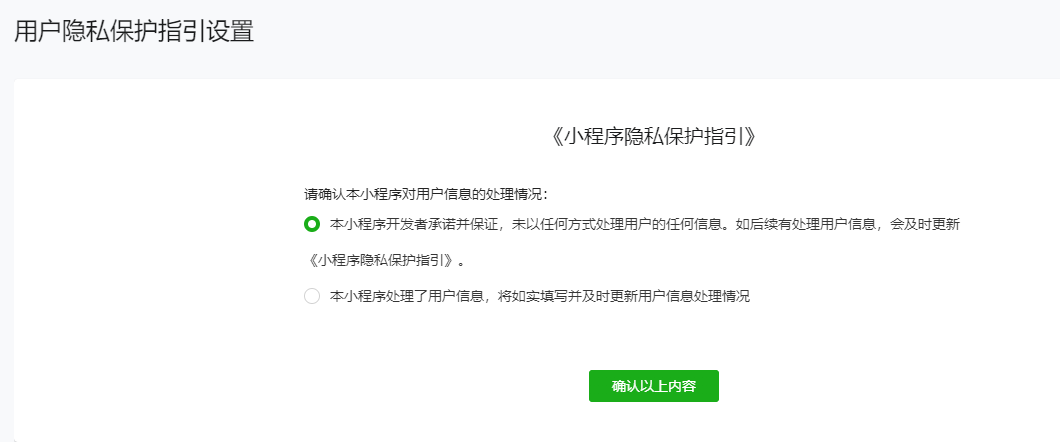 用户隐私保护指引设置
《小程序隐私保护指引》
请确认本小程序对用户信息的处理情况：
本小程序开发者承诺并保证，未以任何方式处理用户的任何信息。如后续有处理用户信息，会及时更新
《小程序隐私保护指引》。
本小程序处理了用户信息，将如实填写并及时更新用户信息处理情况
确认以上内容